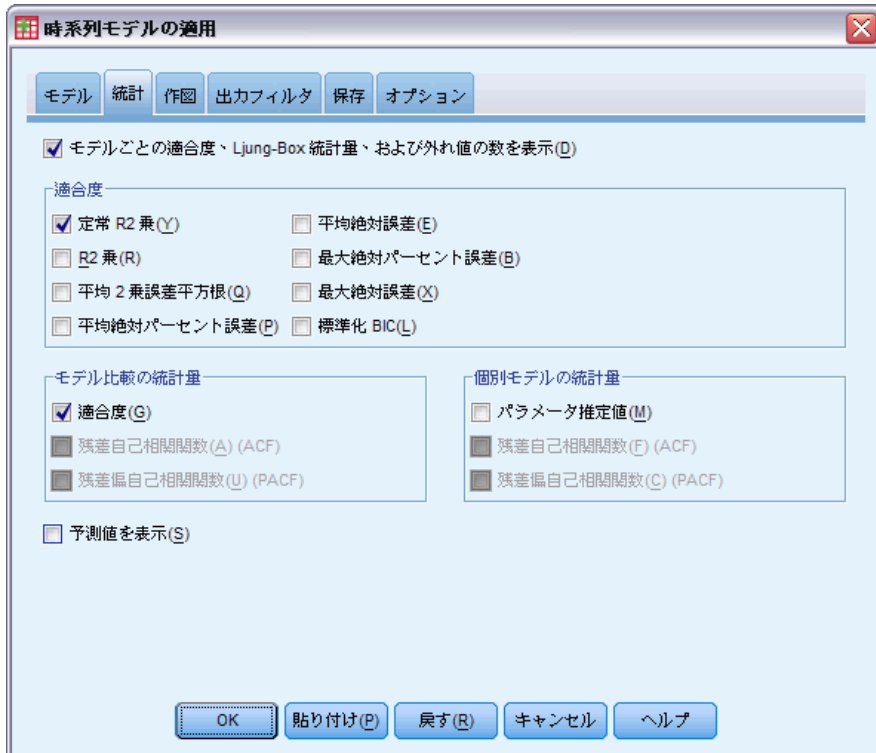 時系列モデルの適用
モデル 統計 作図 出力フィルタ 保存 オプション
モデルごとの適合度、Ljung-Box 統計量、および外れ値の数を表示(D)
適合度
定常 R2 乗(Y) 平均絶対誤差(E)
R2 乗(R) 最大絶対パーセント誤差(B)
平均 2 乗誤差平方根(Q) 最大絶対誤差(X)
平均絶対パーセント誤差(P) 標準化 BIC(L)
モデル比較の統計量 個別モデルの統計量
適合度(G) パラメータ推定値(M)
残差自己相関関数(A) (ACF) 残差自己相関関数(F) (ACF)
残差偏自己相関関数(U) (PACF) 残差偏自己相関関数(C) (PACF)
予測値を表示(S)
OK 貼り付け(P) 戻す(R) キャンセル ヘルプ